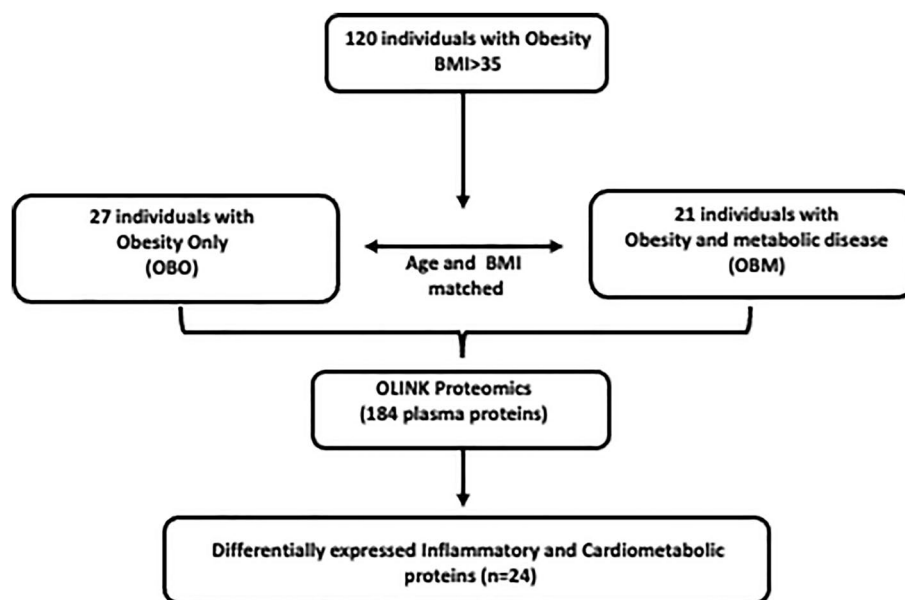 120 individuals with Obesity
BMI>35
27 individuals with
Obesity Only
(OBO)
Age and BMI
matched
21 individuals with
Obesity and metabolic disease
(OBM)
OLINK Proteomics
(184 plasma proteins)
Differentially expressed Inflammatory and Cardiometabolic
proteins (n=24)